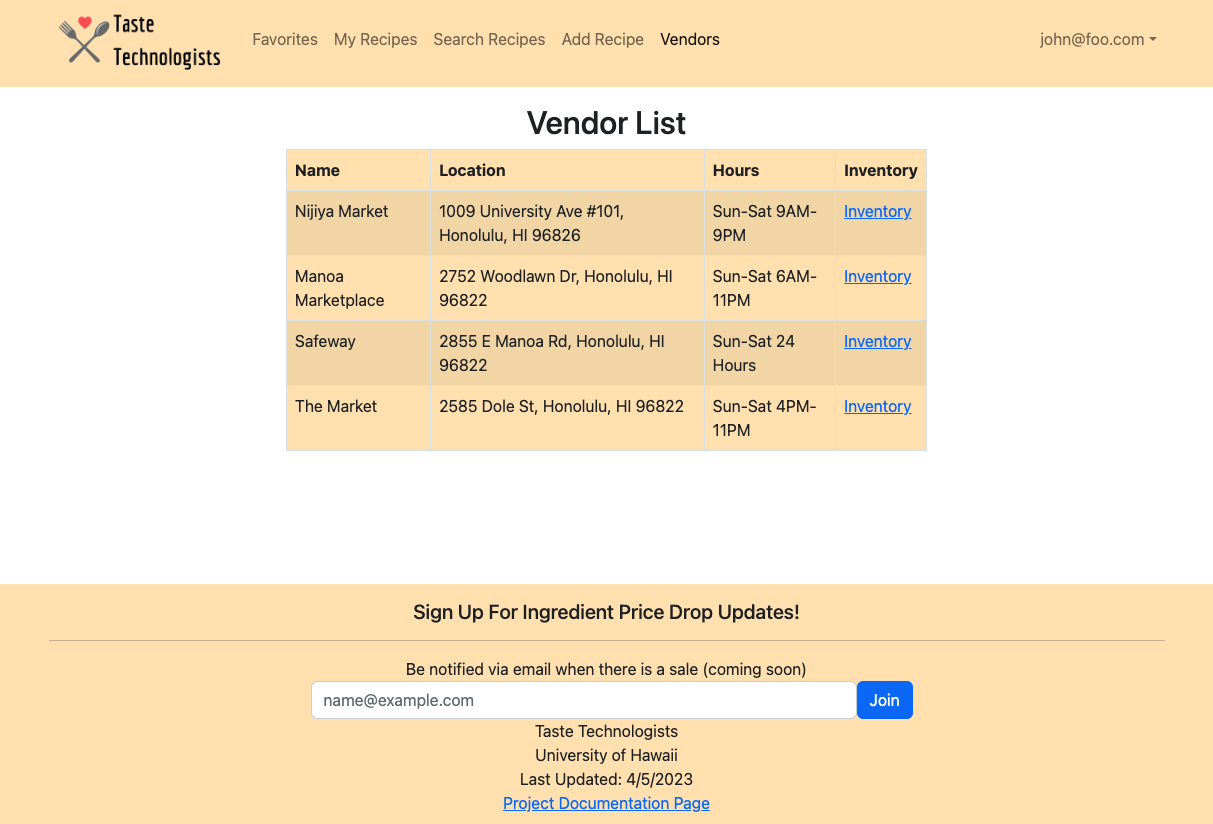 Taste
Technologists
Favorites My Recipes Search Recipes Add Recipe Vendors john@foo.com
Vendor List
Name Location Hours Inventory
Nijiya Market 1009 University Ave #101, Sun-Sat 9AM- Inventory
Honolulu, HI 96826 9PM
Manoa 2752 Woodlawn Dr, Honolulu, HI Sun-Sat 6AM- Inventory
Marketplace 96822 11PM
Safeway 2855 E Manoa Rd, Honolulu, HI Sun-Sat 24 Inventory
96822 Hours
The Market 2585 Dole St, Honolulu, HI 96822 Sun-Sat 4PM- Inventory
11PM
Sign Up For Ingredient Price Drop Updates!
Be notified via email when there is a sale (coming soon)
name@example.com Join
Taste Technologists
University of Hawaii
Last Updated: 4/5/2023
Project Documentation Page